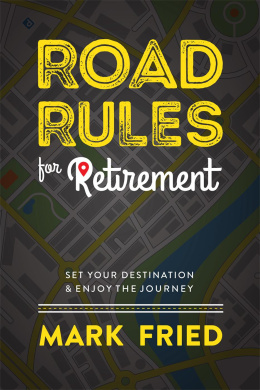 ROAD
RULES
for Retirement
SET YOUR DESTINATION
& ENJOY THE JOURNEY
MARK FRIED